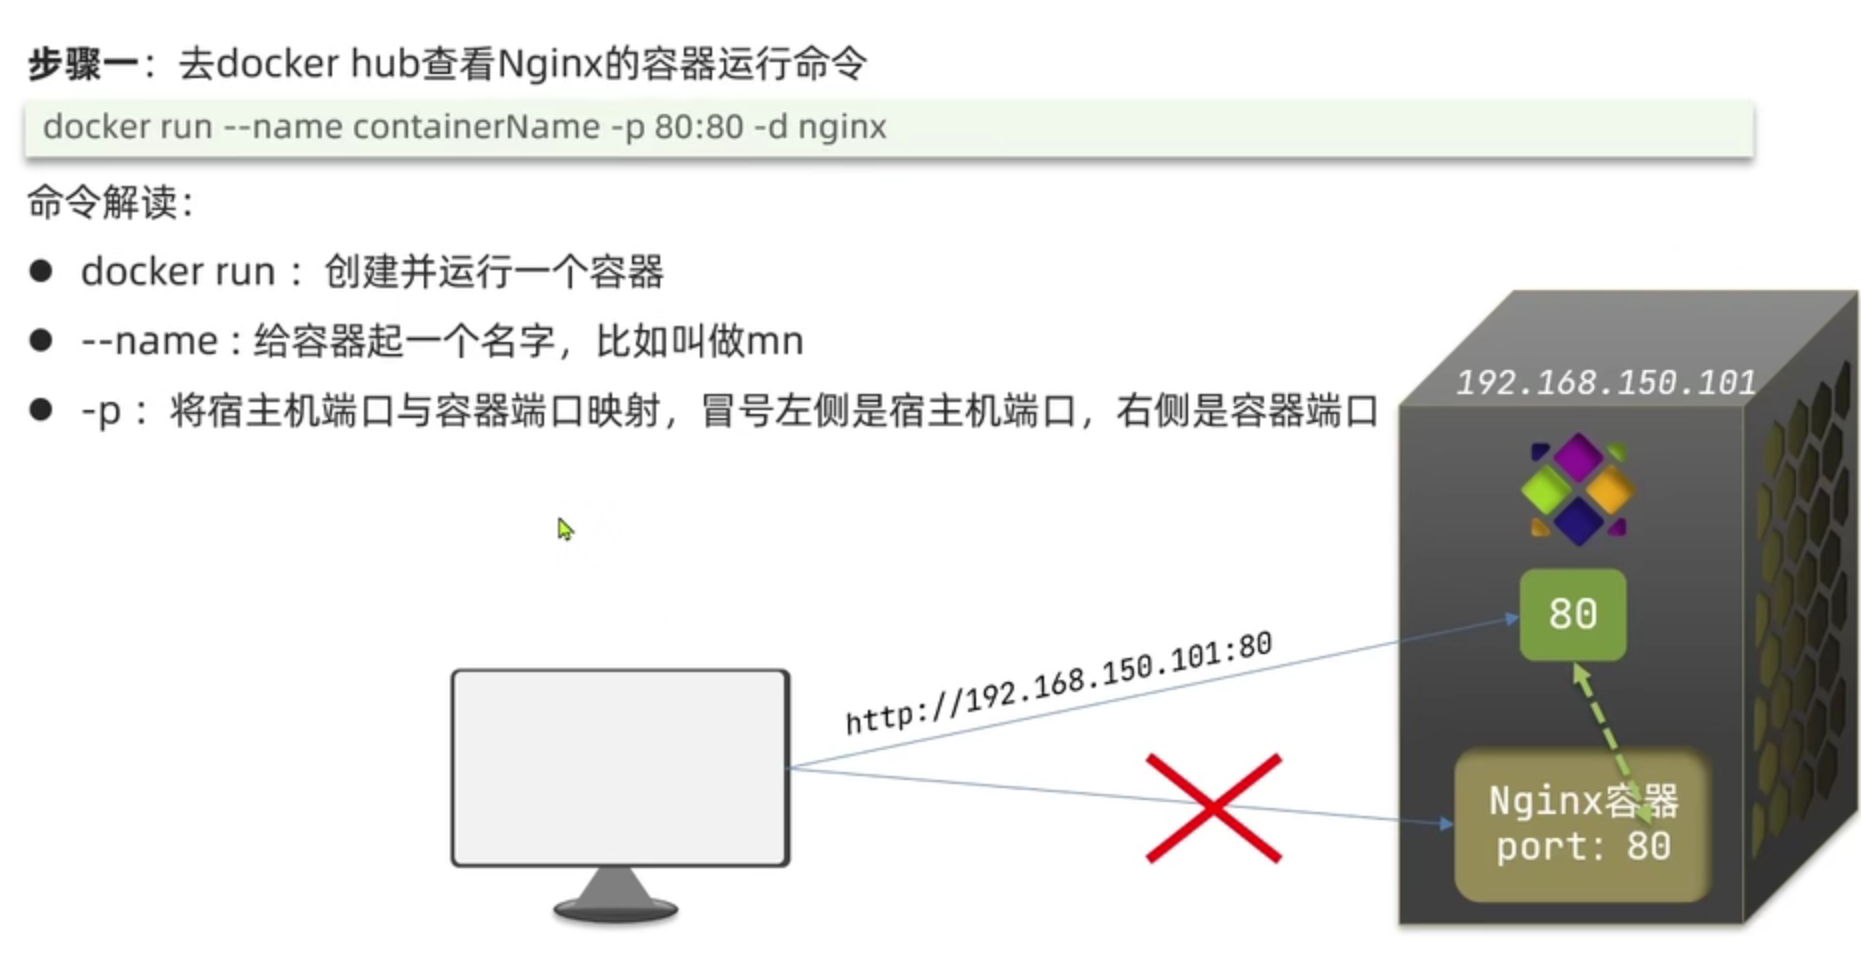 步骤一：去docker hub查看Nginx的容器运行命令
docker run --name containerName -p 80:80 -d nginx
命令解读：
● docker run ：创建并运行一个容器
● --name : 给容器起一个名字，比如叫做mn
● -p ：将宿主机端口与容器端口映射，冒号左侧是宿主机端口，右侧是容器端口
192.168.150.101
80
http://192.168.150.101:80
Nginx容器
port: 80